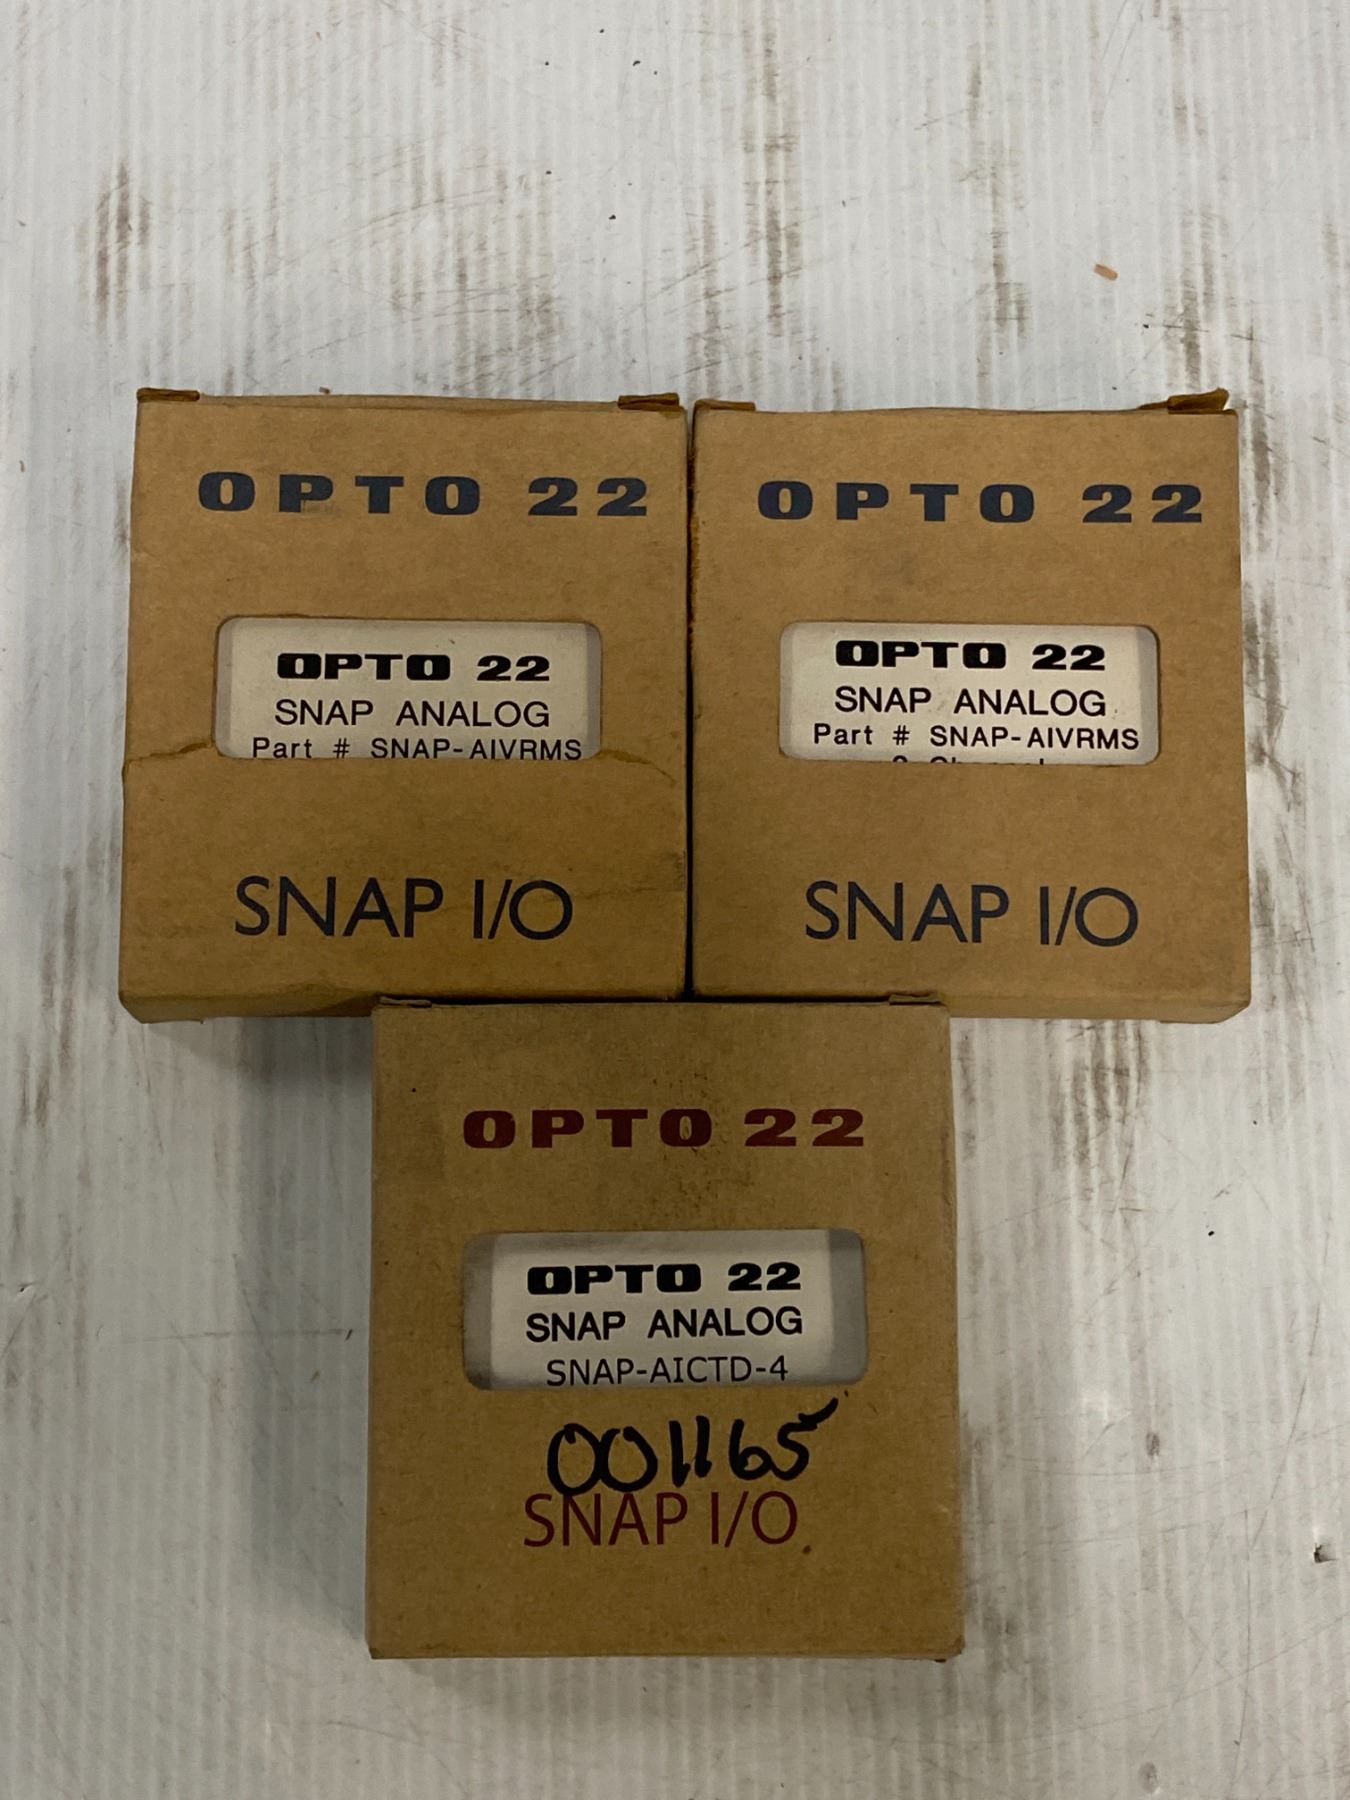 OPTO 22
OPTO 22
SNAP ANALOG
Part # SNAP-AIVRMS
SNAP I/O
OPTO 22
OPTO 22
SNAP ANALOG
Part # SNAP-AIVRMS
SNAP I/O
OPTO 22
OPTO 22
SNAP ANALOG
SNAP-AICTD-4
001165
SNAP I/O